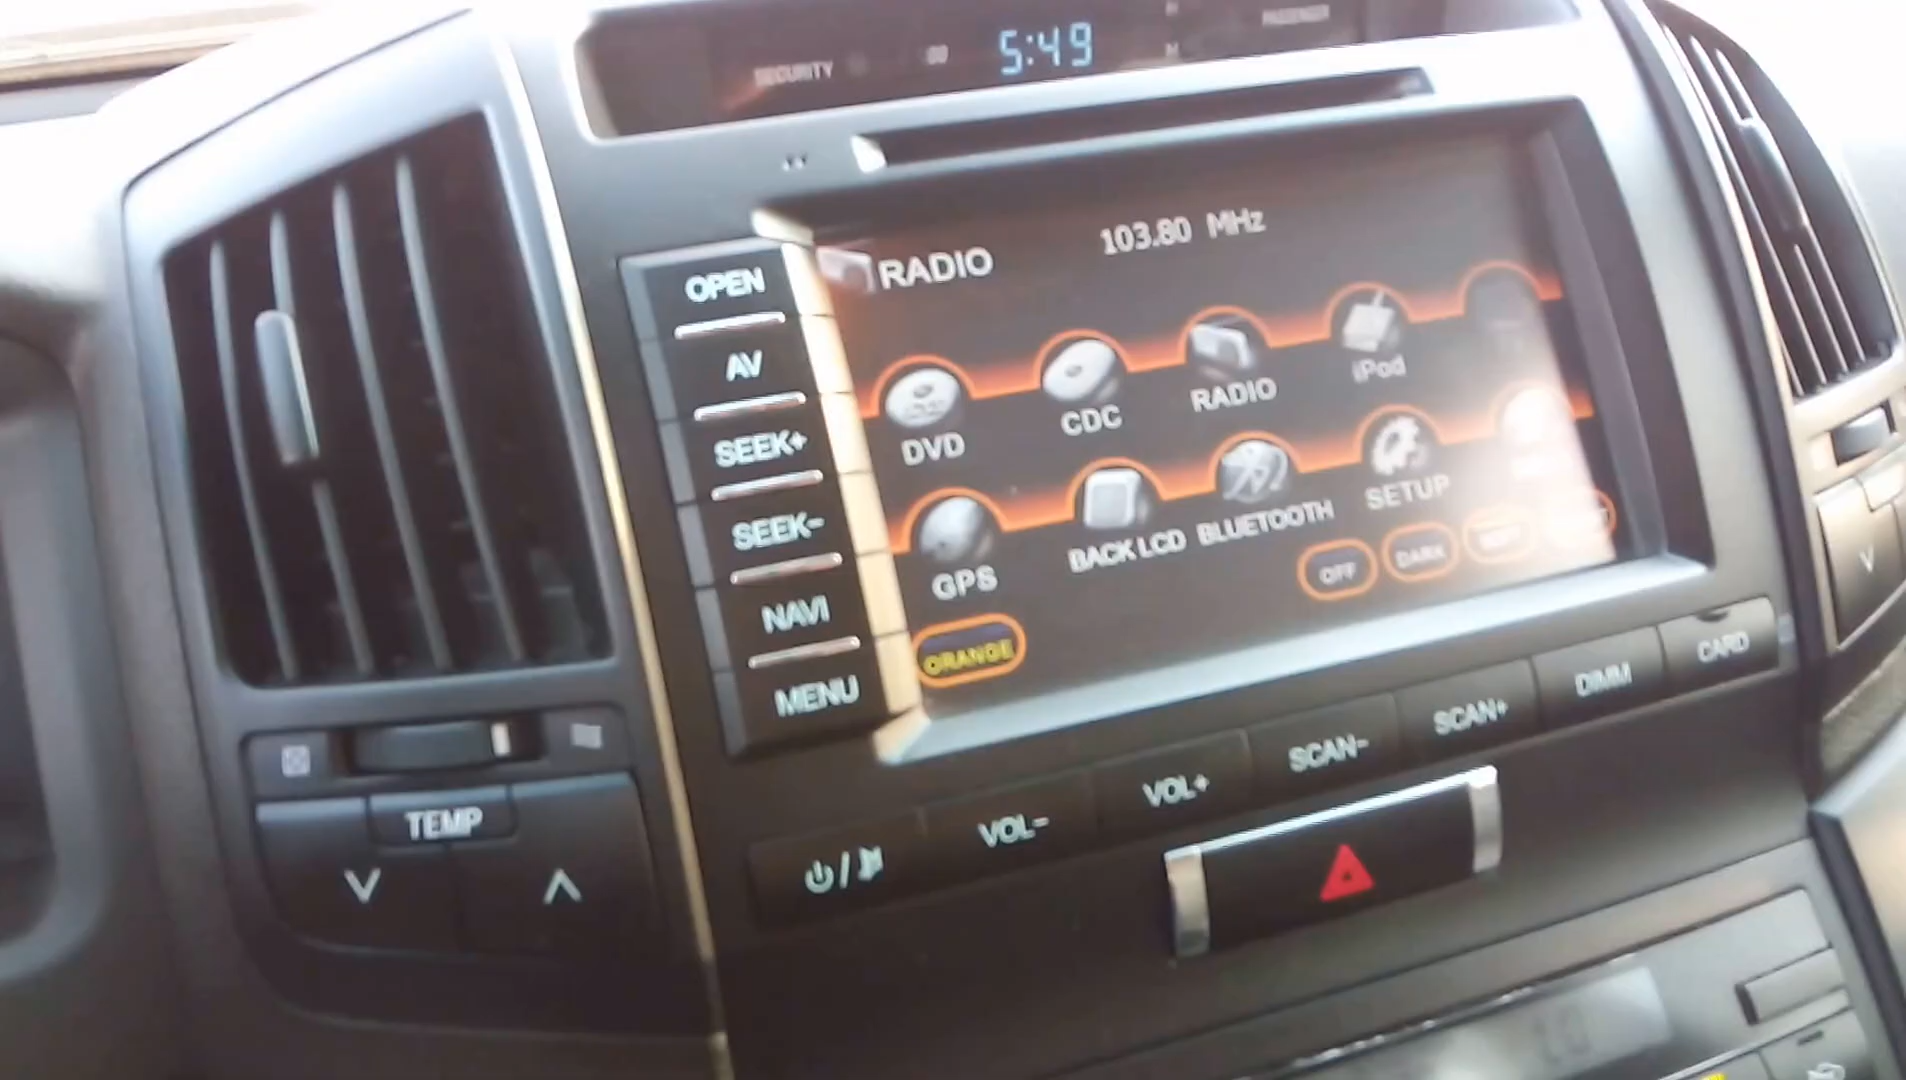 SECURITY
5:49
PASSENGER
RADIO 103.80 MHz
OPEN
AV
SEEK+
SEEK-
NAVI
MENU
DVD
CDC
RADIO
iPod
GPS
BACK LCD
BLUETOOTH
SETUP
OFF
DARK
ORANGE
VOL-
VOL+
SCAN-
SCAN+
DIMM
CARD
TEMP